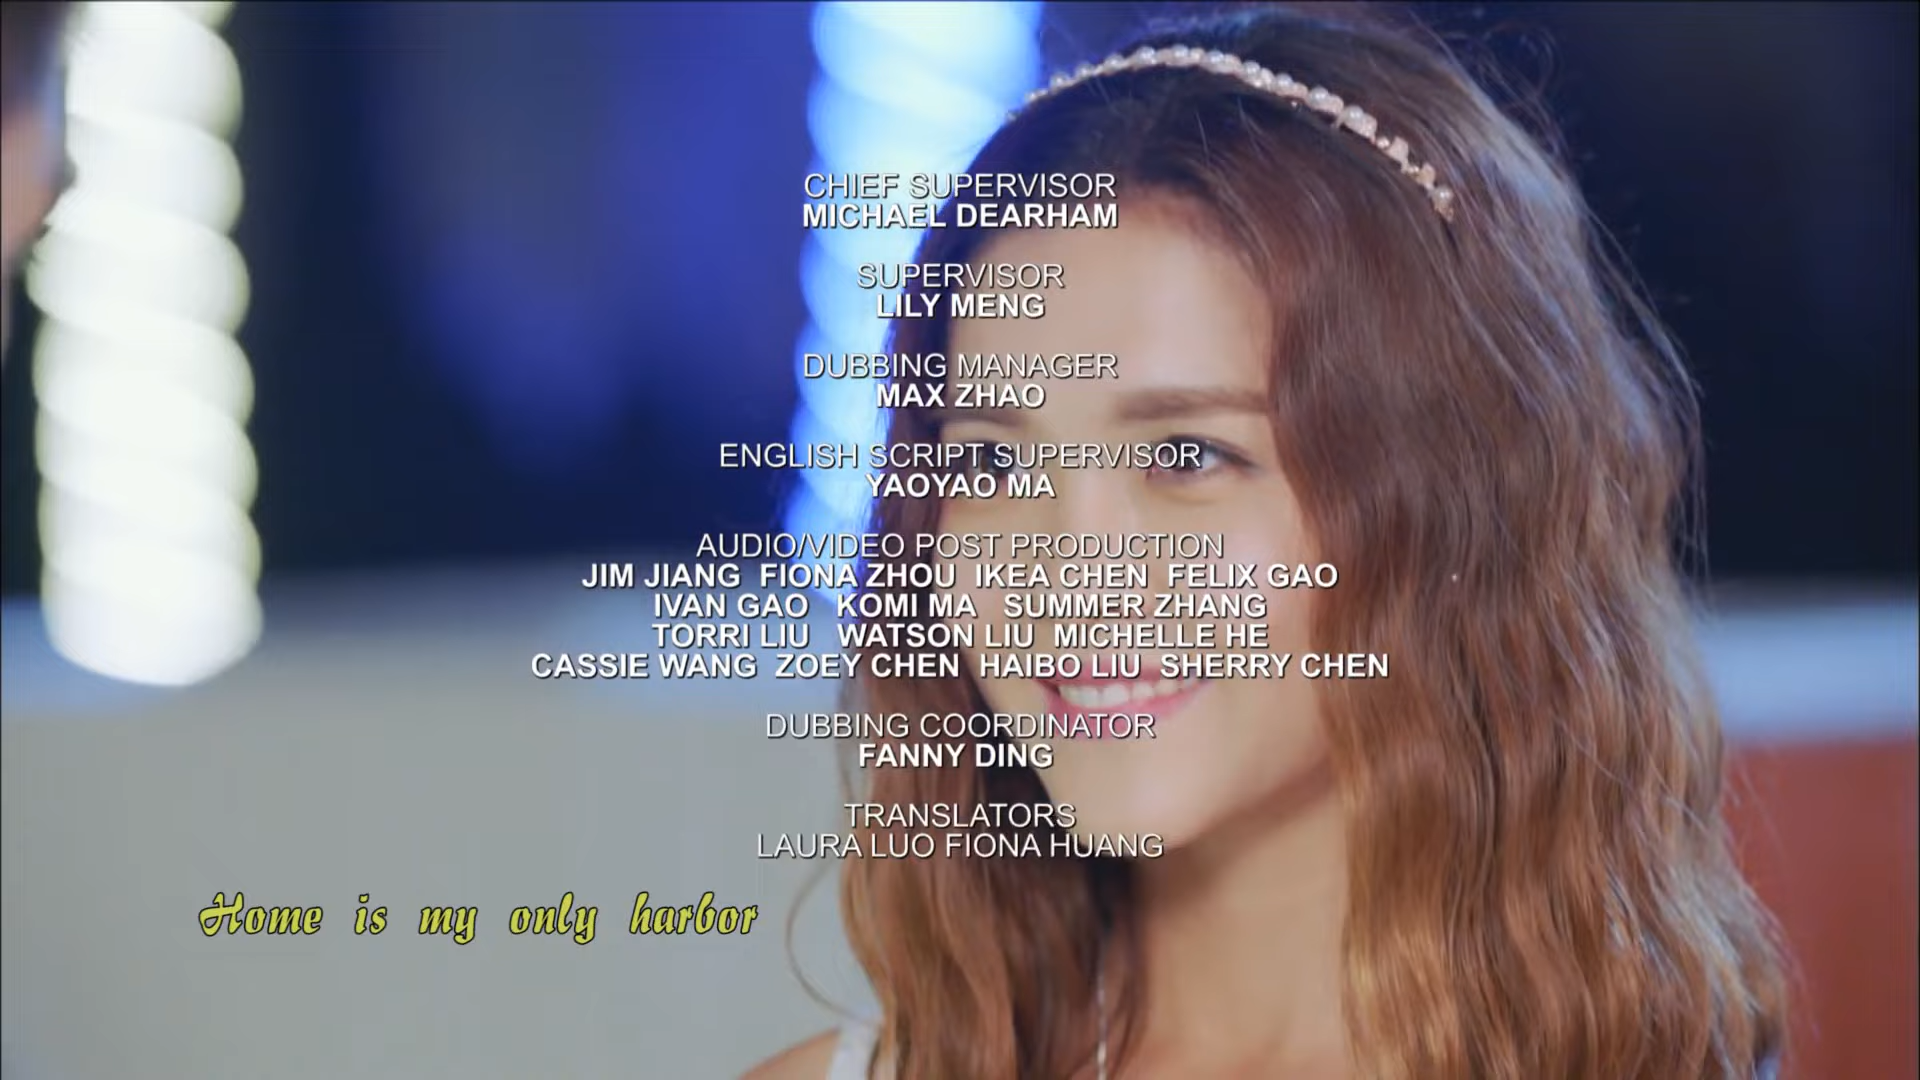 CHIEF SUPERVISOR
MICHAEL DEARHAM
SUPERVISOR
LILY MENG
DUBBING MANAGER
MAX ZHAO
ENGLISH SCRIPT SUPERVISOR
YAOYAO MA
AUDIO/VIDEO POST PRODUCTION
JIM JIANG FIONA ZHOU IKEA CHEN FELIX GAO
IVAN GAO KOMI MA SUMMER ZHANG
TORRI LIU WATSON LIU MICHELLE HE
CASSIE WANG ZOEY CHEN HAIBO LIU SHERRY CHEN
DUBBING COORDINATOR
FANNY DING
TRANSLATORS
LAURA LUO FIONA HUANG
Home is my only harbor